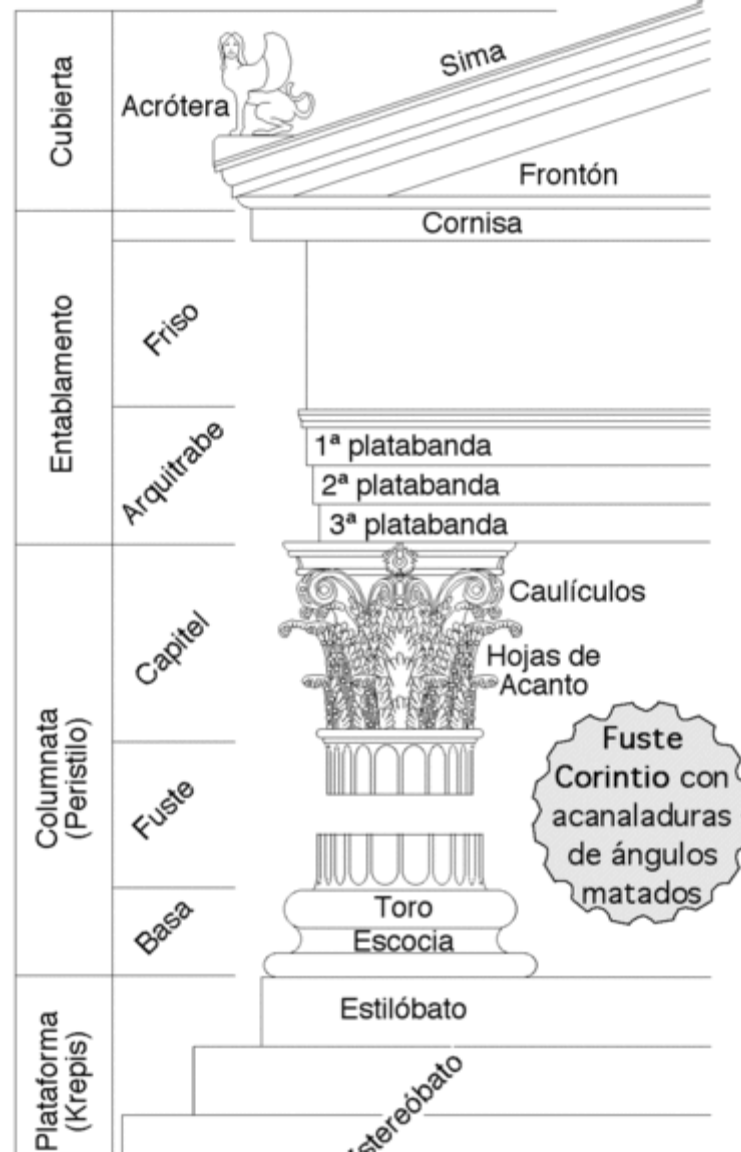 Cubierta
Acrótera
Sima
Frontón
Cornisa
Entablamento
Friso
Arquitrabe
1ª platabanda
2ª platabanda
3ª platabanda
Columnata
(Peristilo)
Capitel
Caulículos
Hojas de
Acanto
Fuste
Fuste
Corintio con
acanaladuras
de ángulos
matados
Basa
Toro
Escocia
Plataforma
(Krepis)
Estilóbato
stereóbato